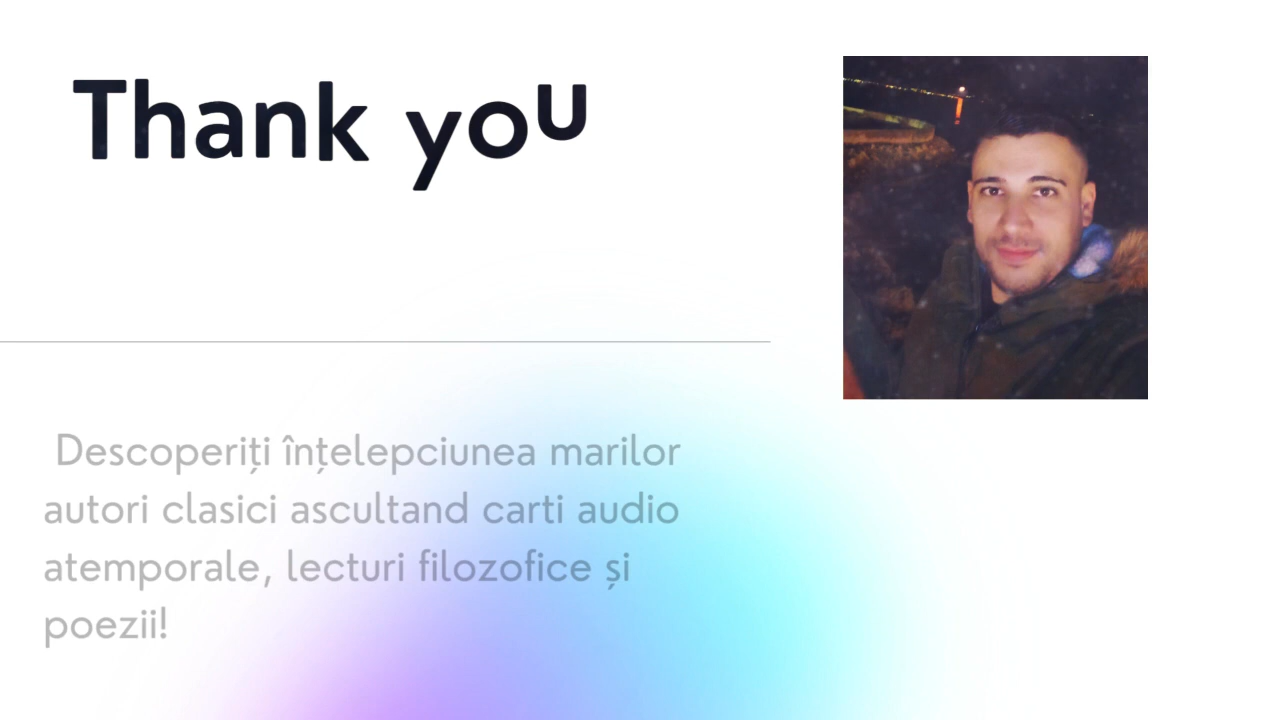 Thank you
Descoperiți înțelepciunea marilor
autori clasici ascultand carti audio
atemporale, lecturi filozofice și
poezii!